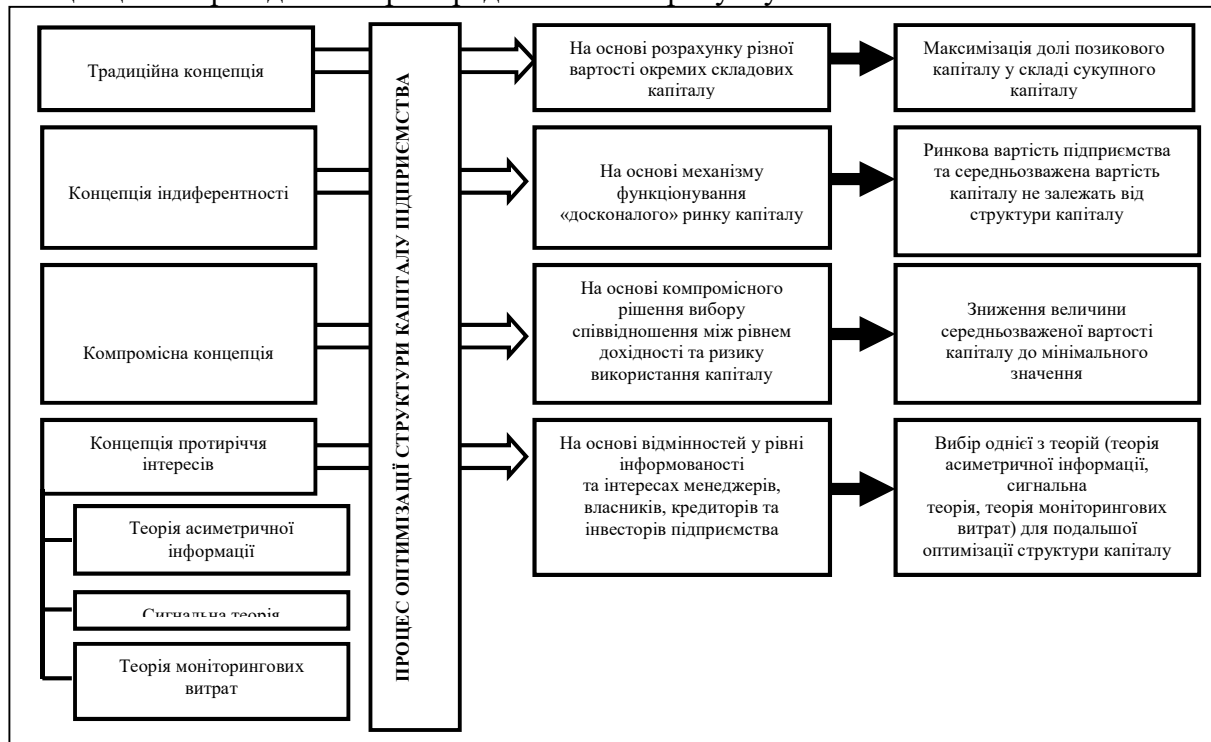 Традиційна концепція
Концепція індиферентності
Компромісна концепція
Концепція протиріччя
інтересів
Теорія асиметричної
інформації
Сигнальна теорія
Теорія моніторингових
витрат
ПРОЦЕС ОПТИМІЗАЦІЇ СТРУКТУРИ КАПІТАЛУ ПІДПРИЄМСТВА
На основі розрахунку різної
вартості окремих складових
капіталу
Максимізація долі позикового
капіталу у складі сукупного
капіталу
На основі механізму
функціонування
«досконалого» ринку капіталу
Ринкова вартість підприємства
та середньозважена вартість
капіталу не залежать від
структури капіталу
На основі компромісного
рішення вибору
співвідношення між рівнем
дохідності та ризику
використання капіталу
Зниження величини
середньозваженої вартості
капіталу до мінімального
значення
На основі відмінностей у рівні
інформованості
та інтересах менеджерів,
власників, кредиторів та
інвесторів підприємства
Вибір однієї з теорій (теорія
асиметричної інформації,
сигнальна
теорія, теорія моніторингових
витрат) для подальшої
оптимізації структури капіталу